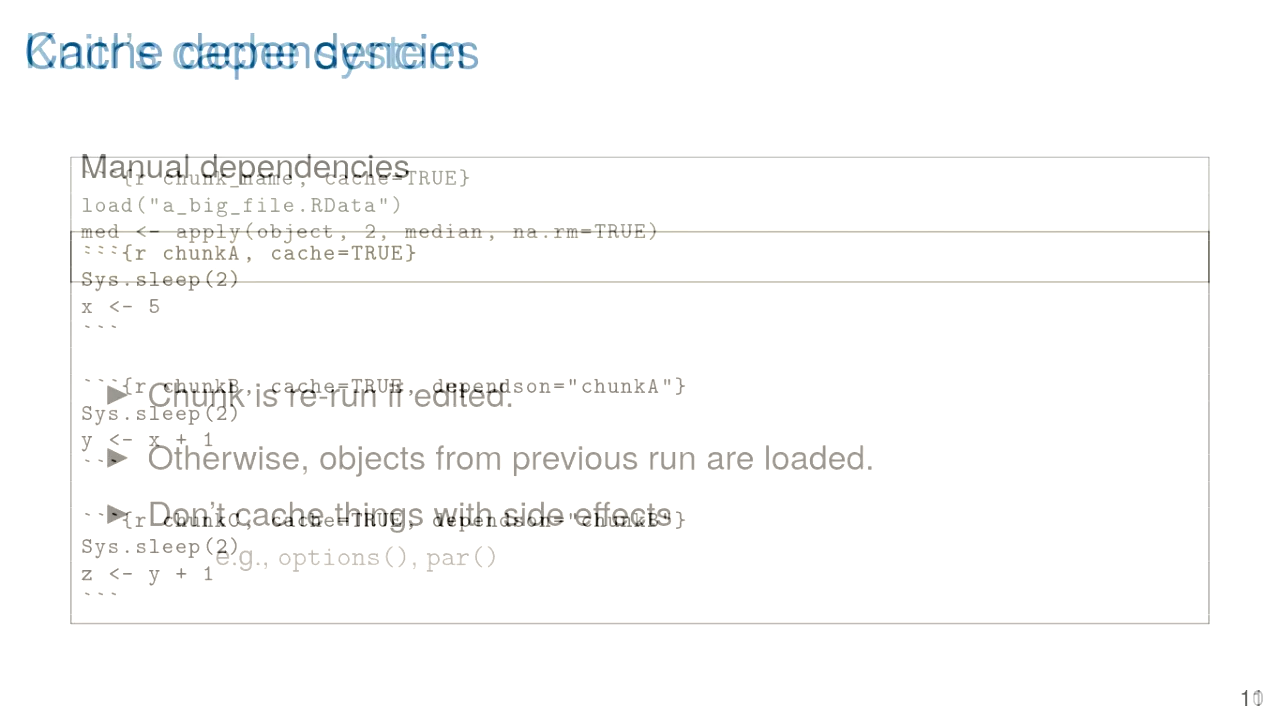 Knitr's cache system
Cache dependencies
Manual dependencies
```{r chunk_name, cache=TRUE}
load("a_big_file.RData")
med <- apply(object, 2, median, na.rm=TRUE)
```{r chunkA, cache=TRUE}
Sys.sleep(2)
x <- 5
```
```{r chunkB, cache=TRUE, dependson="chunkA"}
► Chunk is re-run if edited.
Sys.sleep(2)
y <- x + 1
```
► Otherwise, objects from previous run are loaded.
► Don't cache things with side effects
```{r chunkC, cache=TRUE, dependson="chunkB"}
Sys.sleep(2)
e.g., options(), par()
z <- y + 1
```